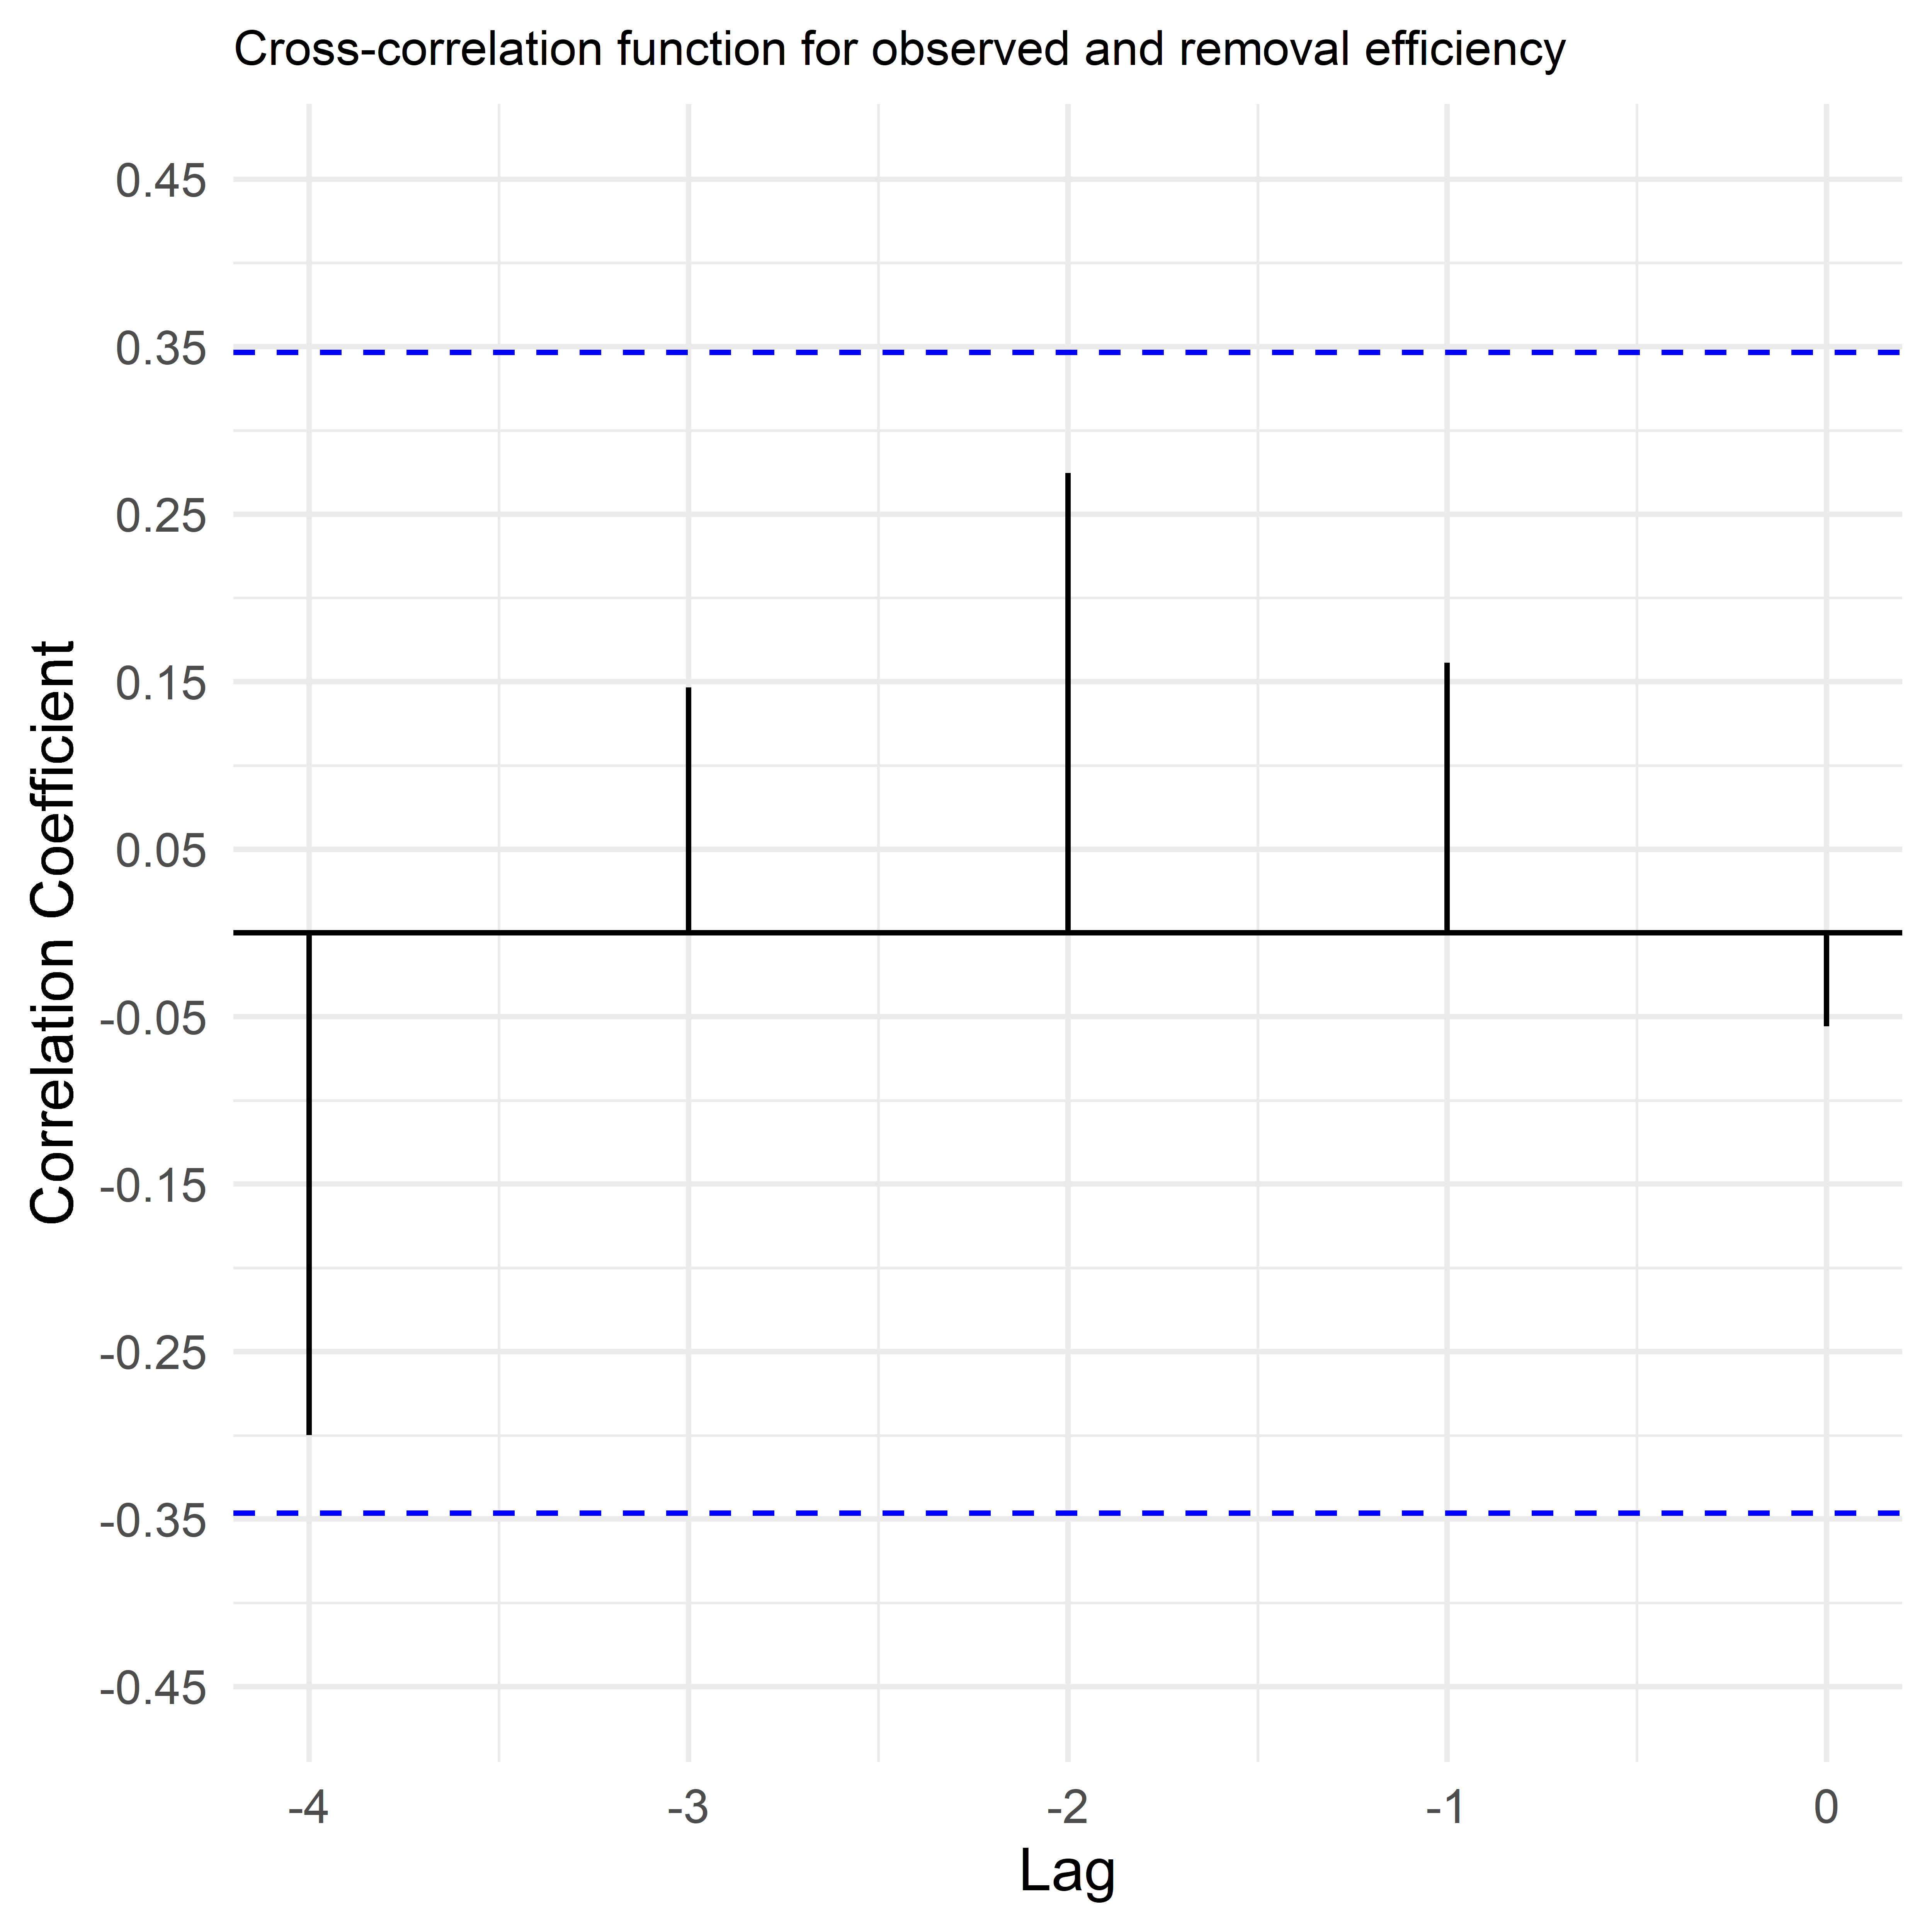 Cross-correlation function for observed and removal efficiency
0.45
0.35
0.25
0.15
0.05
-0.05
-0.15
-0.25
-0.35
-0.45
Correlation Coefficient
-4 -3 -2 -1 0
Lag